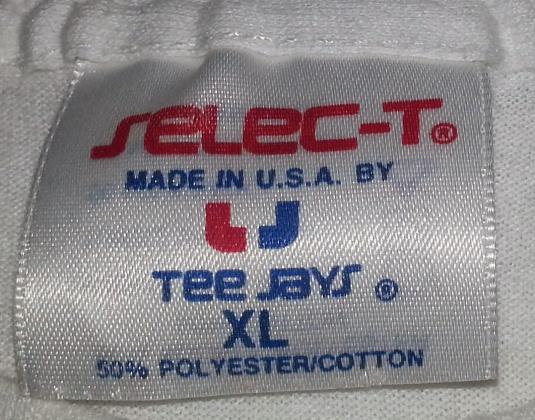 SELEC-T®
MADE IN U.S.A. BY
TEE JAYS ®
XL
50% POLYESTER/COTTON